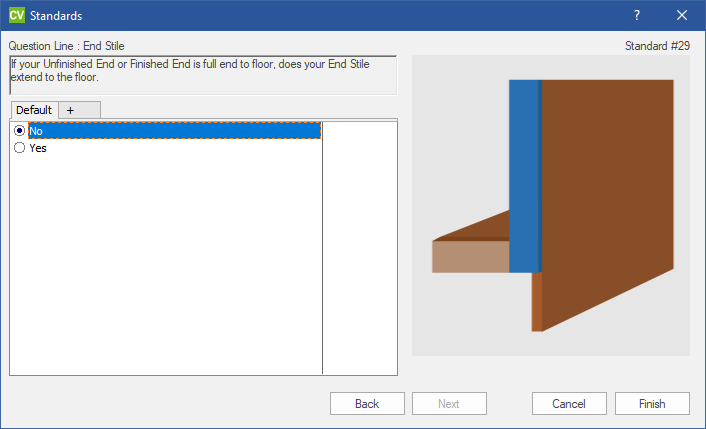 CV Standards
Question Line : End Stile
Standard #29
If your Unfinished End or Finished End is full end to floor, does your End Stile
extend to the floor.
Default +
No
Yes
Back Next Cancel Finish